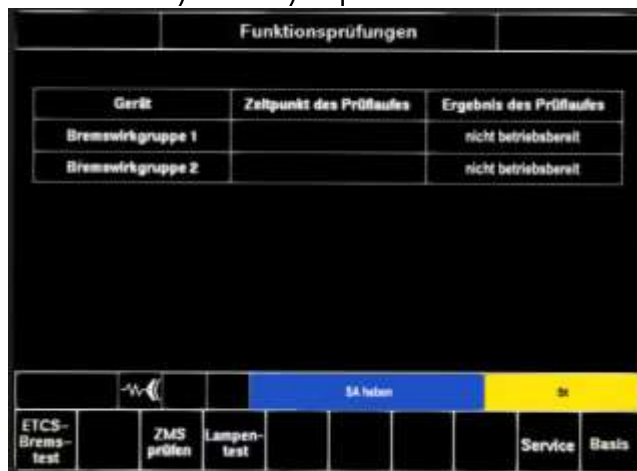 Funktionsprüfungen
Gerät Zeitpunkt des Prüflaufes Ergebnis des Prüflaufes
Bremswirkgruppe 1 nicht betriebsbereit
Bremswirkgruppe 2 nicht betriebsbereit
SA heben St
ETCS-
Brems-
test
ZMS
prüfen
Lampen-
test
Service
Basis